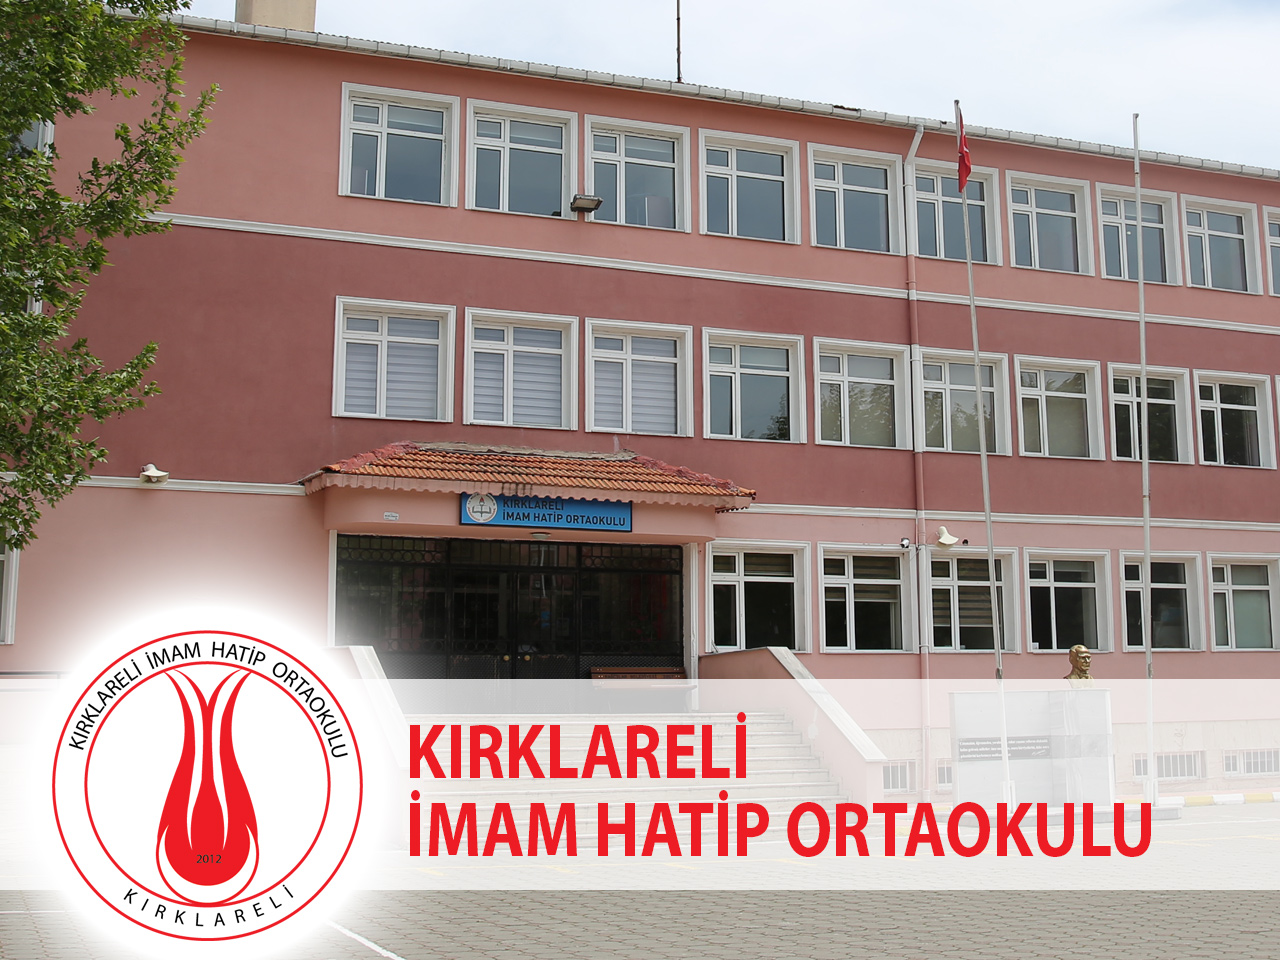 KIRKLARELİ
İMAM HATİP ORTAOKULU
KIRKLARELİ İMAM HATİP ORTAOKULU
2012
KIRKLARELİ
KIRKLARELİ
İMAM HATİP ORTAOKULU